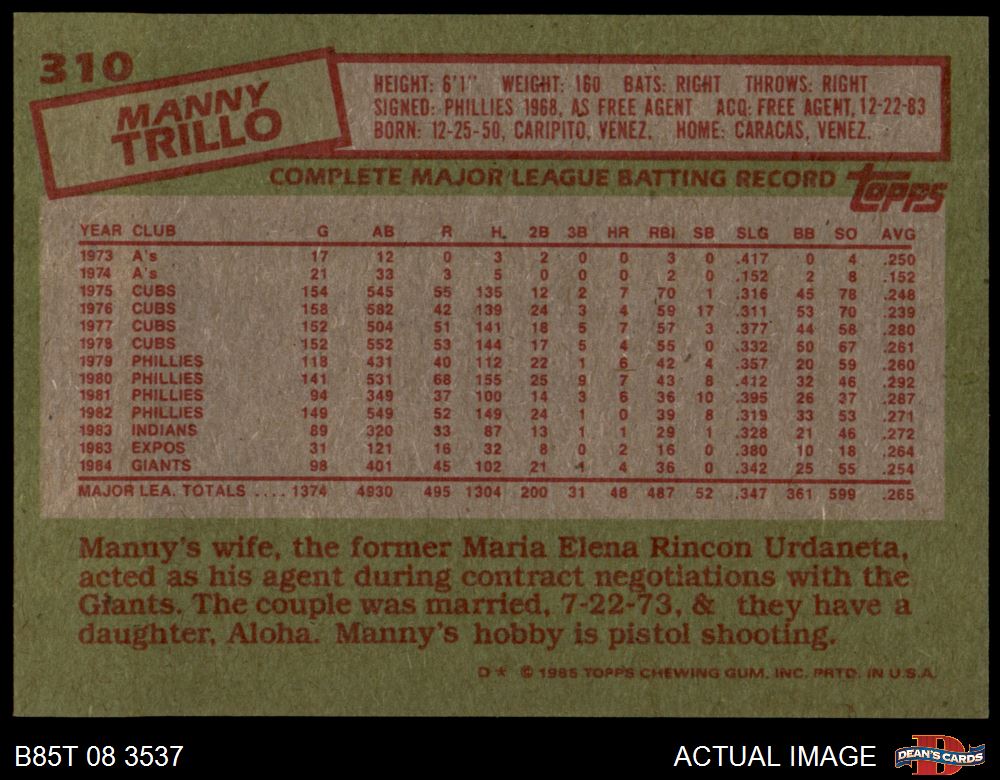 310
MANNY
TRILLO
HEIGHT: 6'1" WEIGHT: 160 BATS: RIGHT THROWS: RIGHT
SIGNED: PHILLIES 1968, AS FREE AGENT ACQ: FREE AGENT, 12-22-83
BORN: 12-25-50, CARIPITO, VENEZ. HOME: CARACAS, VENEZ.
COMPLETE MAJOR LEAGUE BATTING RECORD topps
YEAR CLUB G AB R H 2B 3B HR RBI SB SLG BB SO AVG
1973 A's 17 12 0 3 2 0 0 3 0 .417 0 4 .250
1974 A's 21 33 3 5 0 0 0 2 0 .152 2 8 .152
1975 CUBS 154 545 55 135 12 2 7 70 1 .316 45 78 .248
1976 CUBS 158 582 42 139 24 3 4 59 17 .311 53 70 .239
1977 CUBS 152 504 51 141 18 5 7 57 3 .377 44 58 .280
1978 CUBS 152 552 53 144 17 5 4 55 0 .332 50 67 .261
1979 PHILLIES 118 431 40 112 22 1 6 42 4 .357 20 59 .260
1980 PHILLIES 141 531 68 155 25 9 7 43 8 .412 32 46 .292
1981 PHILLIES 94 349 37 100 14 3 6 36 10 .395 26 37 .287
1982 PHILLIES 149 549 52 149 24 1 0 39 8 .319 33 53 .271
1983 INDIANS 89 320 33 87 13 1 1 29 1 .328 21 46 .272
1983 EXPOS 31 121 16 32 8 0 2 16 0 .380 10 18 .264
1984 GIANTS 98 401 45 102 21 1 4 36 0 .342 25 55 .254
MAJOR LEA. TOTALS .... 1374 4930 495 1304 200 31 48 487 52 .347 361 599 .265
Manny's wife, the former Maria Elena Rincon Urdaneta,
acted as his agent during contract negotiations with the
Giants. The couple was married, 7-22-73, & they have a
daughter, Aloha. Manny's hobby is pistol shooting.
D* © 1985 TOPPS CHEWING GUM, INC. PRTD. IN U.S.A.
B85T 08 3537 ACTUAL IMAGE DEAN'S CARDS